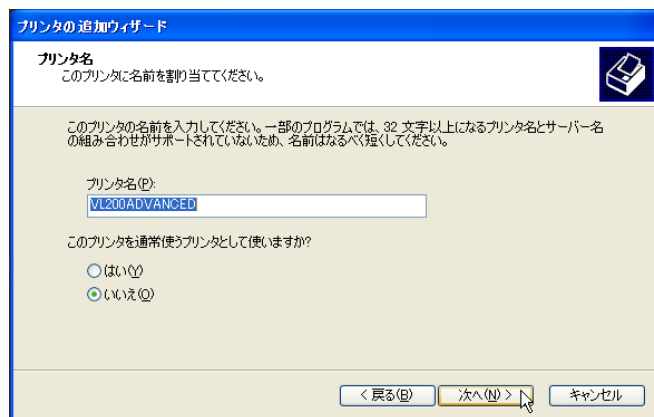 プリンタの追加ウィザード
プリンタ名
このプリンタに名前を割り当ててください。
このプリンタの名前を入力してください。一部のプログラムでは、32 文字以上になるプリンタ名とサーバー名
の組み合わせがサポートされていないため、名前はなるべく短くしてください。
プリンタ名(P):
VL200ADVANCED
このプリンタを通常使うプリンタとして使いますか?
はい(Y)
いいえ(O)
< 戻る(B)
次へ(N) >
キャンセル